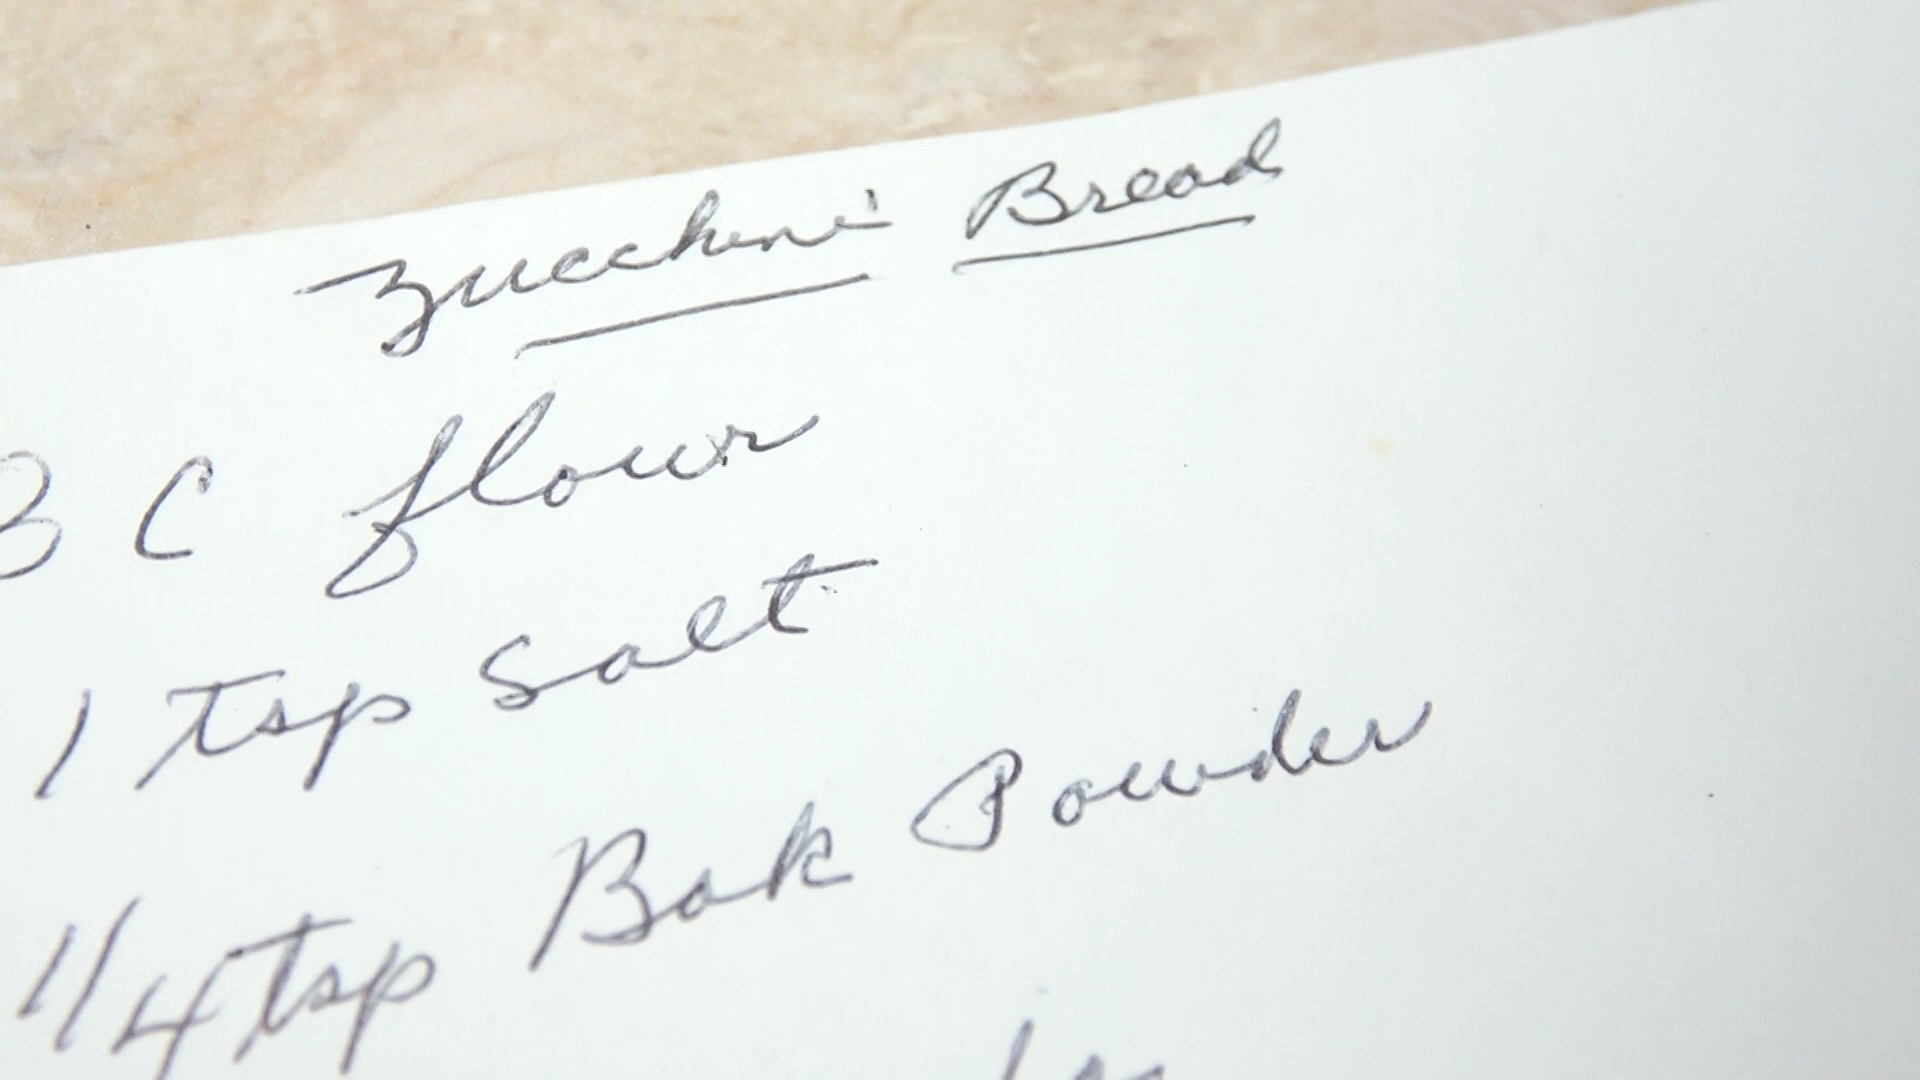 Zucchini Bread
3 C flour
1 tsp salt
1/4 tsp Bak Powder